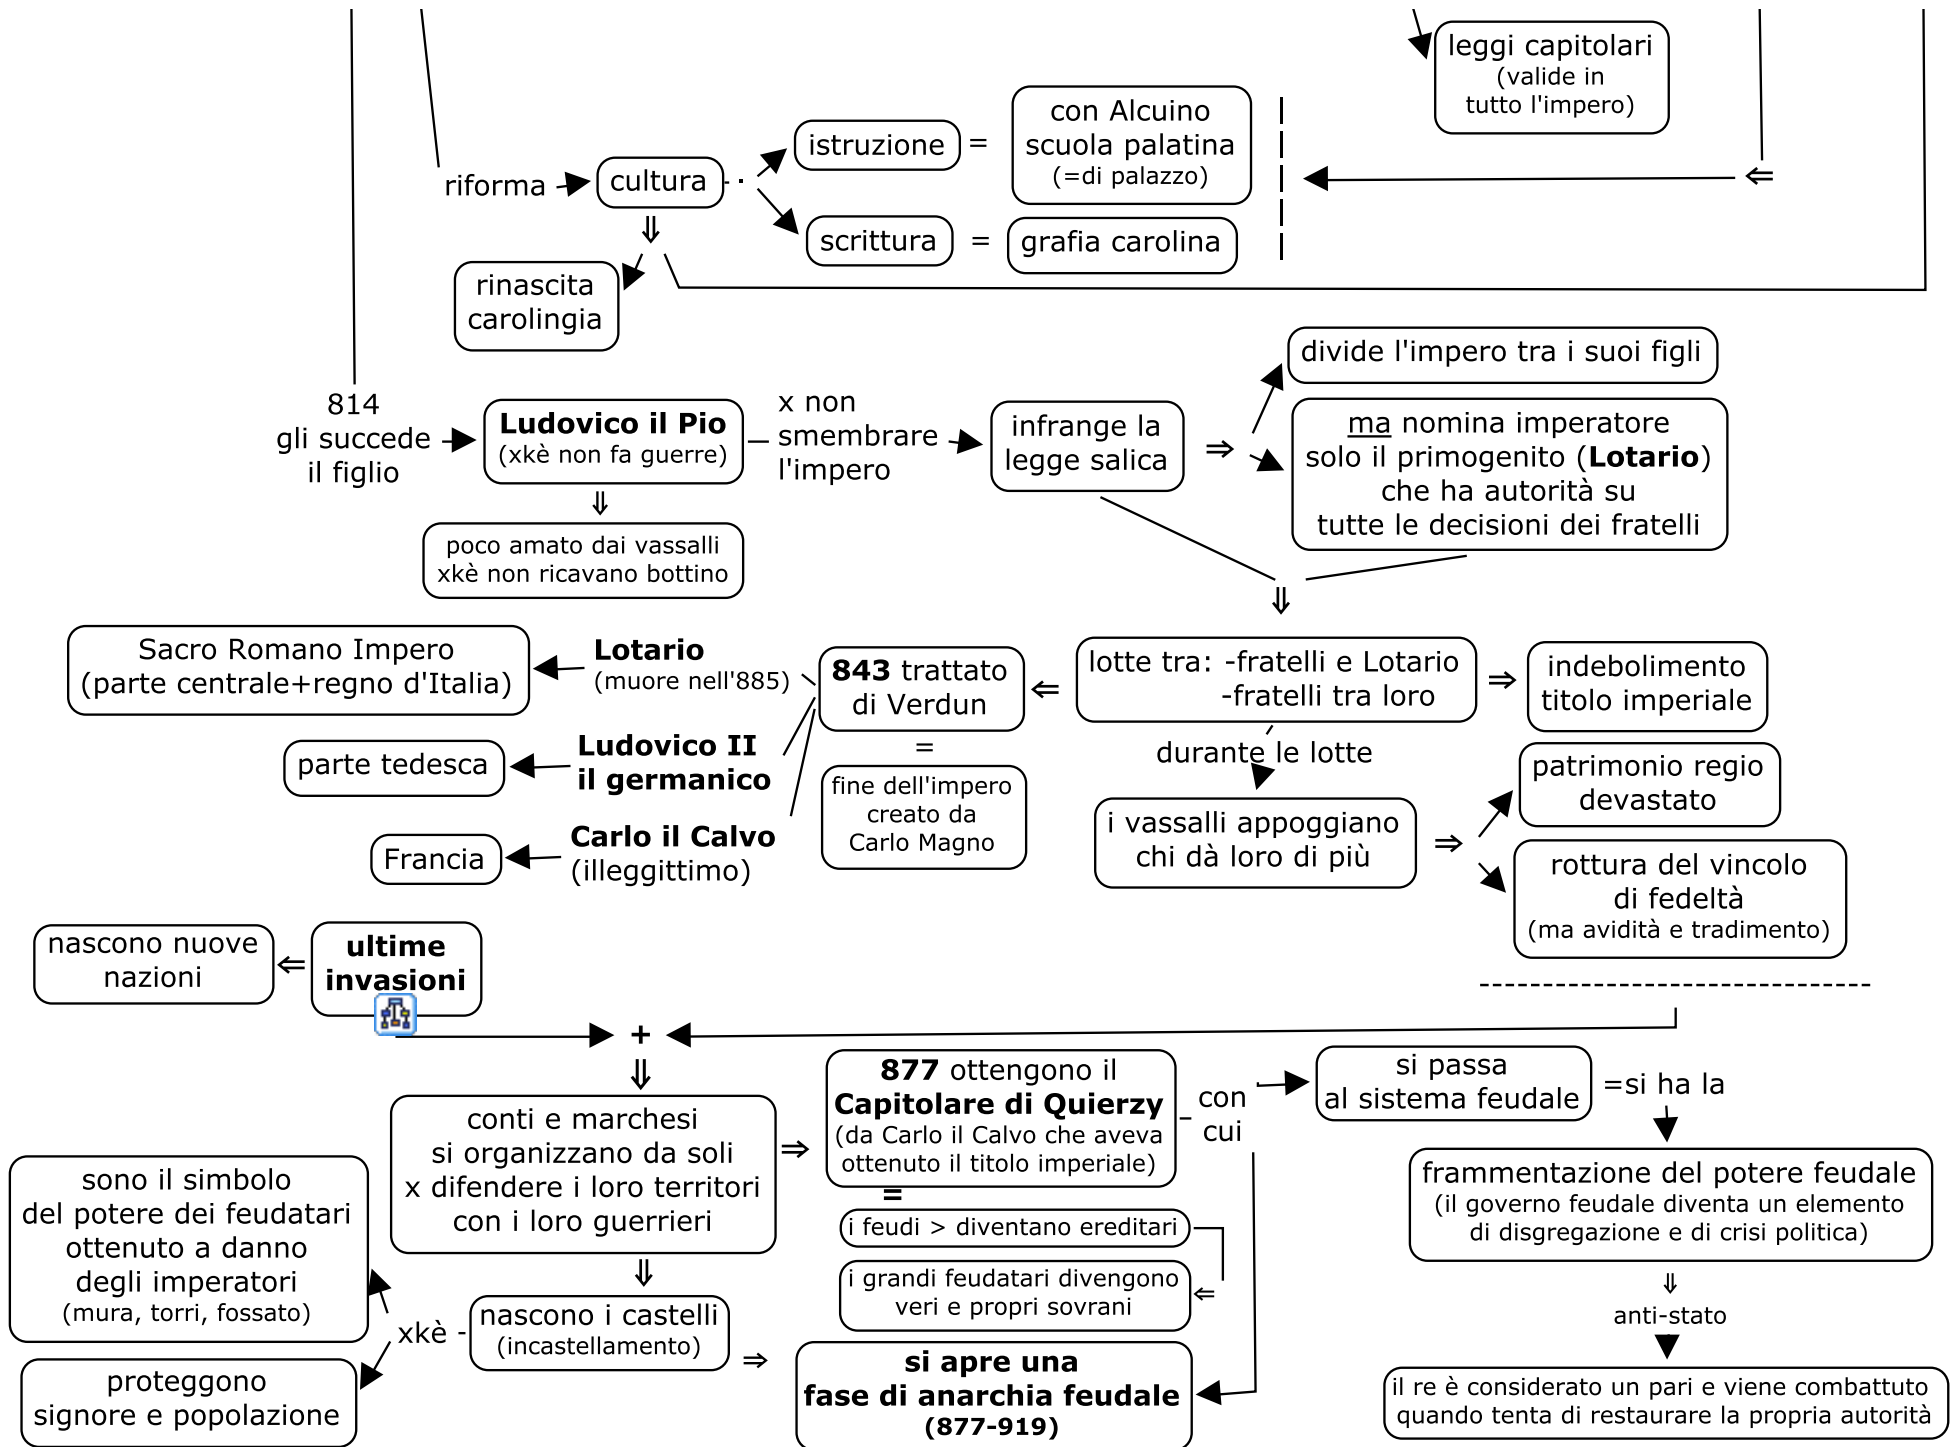 leggi capitolari
(valide in
tutto l'impero)
con Alcuino
scuola palatina
(=di palazzo)
istruzione
=
riforma
cultura
⇐
scrittura
=
grafia carolina
⇓
rinascita
carolingia
divide l'impero tra i suoi figli
814
gli succede
il figlio
Ludovico il Pio
(xkè non fa guerre)
x non
smembrare
l'impero
infrange la
legge salica
⇒
ma nomina imperatore
solo il primogenito (Lotario)
che ha autorità su
tutte le decisioni dei fratelli
⇓
poco amato dai vassalli
xkè non ricavano bottino
⇓
Sacro Romano Impero
(parte centrale+regno d'Italia)
Lotario
(muore nell'885)
843 trattato
di Verdun
⇐
lotte tra: -fratelli e Lotario
-fratelli tra loro
⇒
indebolimento
titolo imperiale
parte tedesca
Ludovico II
il germanico
=
fine dell'impero
creato da
Carlo Magno
durante le lotte
patrimonio regio
devastato
Francia
Carlo il Calvo
(illeggittimo)
i vassalli appoggiano
chi dà loro di più
⇒
rottura del vincolo
di fedeltà
(ma avidità e tradimento)
nascono nuove
nazioni
⇐
ultime
invasioni
--------------------------------
+
⇓
conti e marchesi
si organizzano da soli
x difendere i loro territori
con i loro guerrieri
⇒
877 ottengono il
Capitolare di Quierzy
(da Carlo il Calvo che aveva
ottenuto il titolo imperiale)
con
cui
si passa
al sistema feudale
=si ha la
=
i feudi > diventano ereditari
i grandi feudatari divengono
veri e propri sovrani
⇐
frammentazione del potere feudale
(il governo feudale diventa un elemento
di disgregazione e di crisi politica)
⇓
anti-stato
il re è considerato un pari e viene combattuto
quando tenta di restaurare la propria autorità
sono il simbolo
del potere dei feudatari
ottenuto a danno
degli imperatori
(mura, torri, fossato)
⇓
xkè
nascono i castelli
(incastellamento)
⇒
proteggono
signore e popolazione
si apre una
fase di anarchia feudale
(877-919)